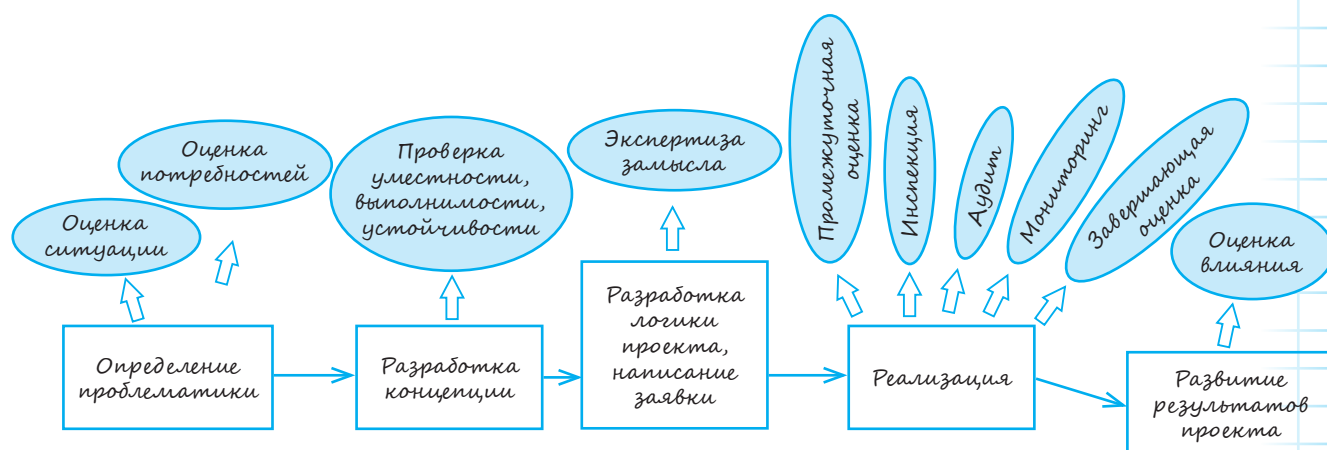 Оценка
ситуации
Оценка
потребностей
Проверка
уместности,
выполнимости,
устойчивости
Экспертиза
замысла
Промежуточная
оценка
Инспекция
Аудит
Мониторинг
Завершающая
оценка
Оценка
влияния
Определение
проблематики
Разработка
концепции
Разработка
логики
проекта,
написание
заявки
Реализация
Развитие
результатов
проекта